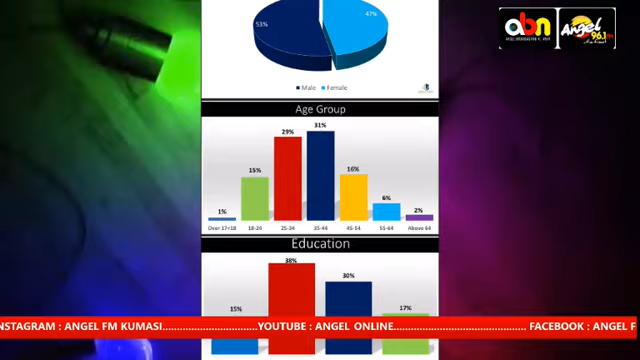 53%
47%
Male Female
abn
Angel
96.1
Age Group
1%
15%
29%
31%
16%
6%
2%
Over 17<18 18-24 25-34 35-44 45-54 55-64 Above 64
Education
15%
38%
30%
17%
NSTAGRAM : ANGEL FM KUMASI............................YOUTUBE : ANGEL ONLINE...................................... FACEBOOK : ANGEL F